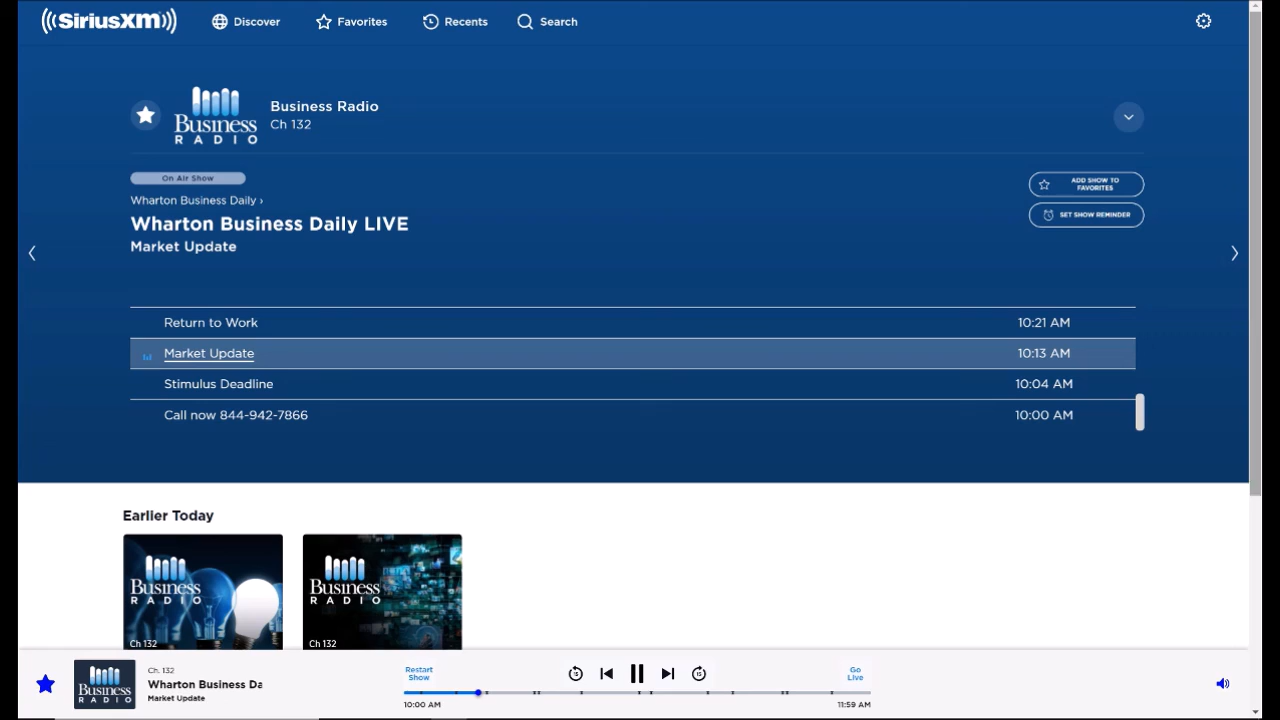 ((SiriusXM))
Discover
Favorites
Recents
Search
Business
RADIO
Business Radio
Ch 132
On Air Show
Wharton Business Daily ›
Wharton Business Daily LIVE
Market Update
ADD SHOW TO
FAVORITES
SET SHOW REMINDER
Return to Work 10:21 AM
Market Update 10:13 AM
Stimulus Deadline 10:04 AM
Call now 844-942-7866 10:00 AM
Earlier Today
Business
RADIO
Ch 132
Business
RADIO
Ch 132
Business
RADIO
Ch. 132
Wharton Business Da
Market Update
Restart
Show
15
15
Go
Live
10:00 AM
11:59 AM